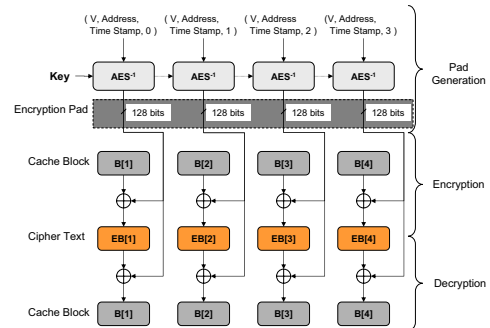 ( V, Address, ( V, Address, ( V, Address, ( V, Address,
Time Stamp, 0 ) Time Stamp, 1 ) Time Stamp, 2 ) Time Stamp, 3 )
Key AES-1 AES-1 AES-1 AES-1
Pad
Generation
Encryption Pad 128 bits 128 bits 128 bits 128 bits
Cache Block B[1] B[2] B[3] B[4]
Encryption
Cipher Text EB[1] EB[2] EB[3] EB[4]
Decryption
Cache Block B[1] B[2] B[3] B[4]